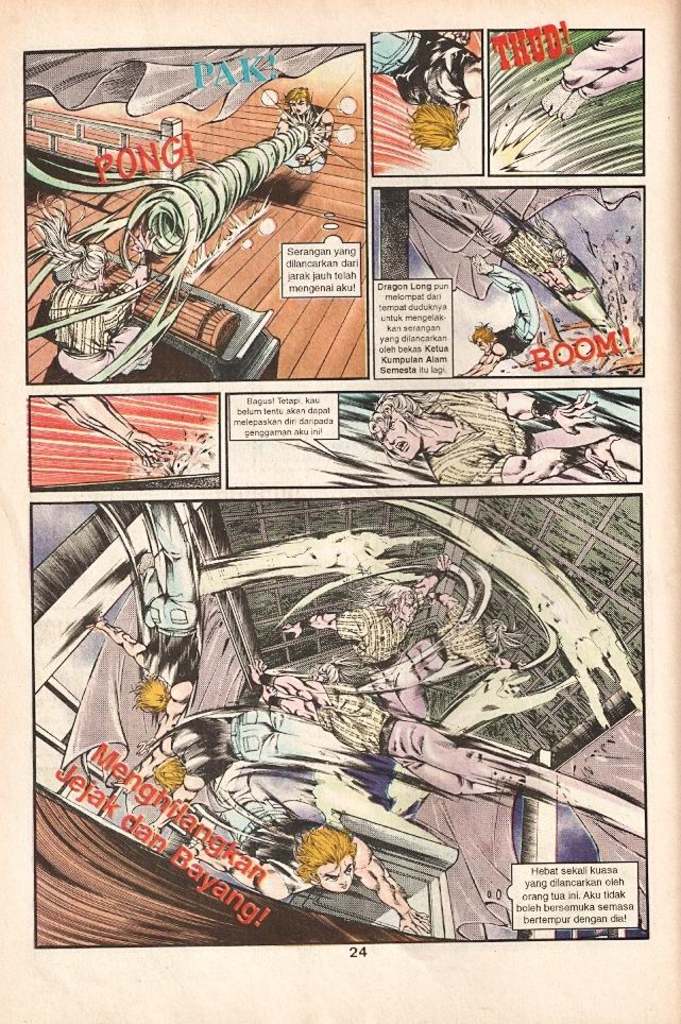 PAK!
PONG!
Serangan yang
dilancarkan dari
jarak jauh telah
mengenai aku!
THUD!
Dragon Long pun
melompat dari
tempat duduknya
untuk mengelak-
kan serangan
yang dilancarkan
oleh bekas Ketua
Kumpulan Alam
Semesta itu lagi.
BOOM!
Bagus! Tetapi, kau
belum tentu akan dapat
melepaskan diri daripada
genggaman aku ini!
Menghilangkan
Jejak dan Bayang!
Hebat sekali kuasa
yang dilancarkan oleh
orang tua ini. Aku tidak
boleh bersemuka semasa
bertempur dengan dia!
24